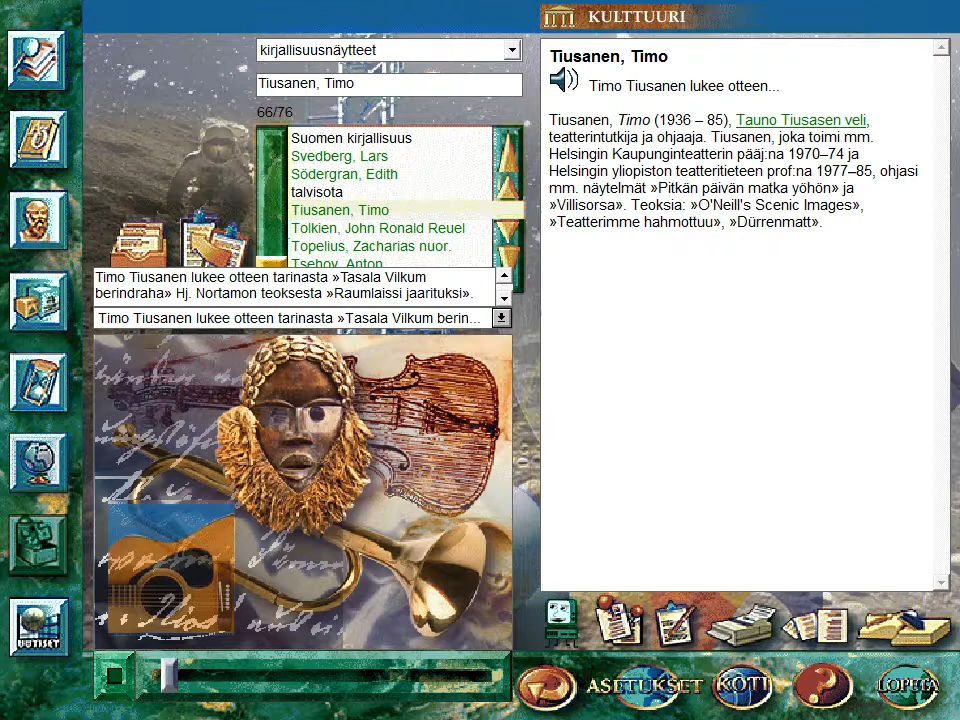 KULTTUURI
kirjallisuusnäytteet
Tiusanen, Timo
66/76
Suomen kirjallisuus
Svedberg, Lars
Södergran, Edith
talvisota
Tiusanen, Timo
Tolkien, John Ronald Reuel
Topelius, Zacharias nuor.
Tsehov, Anton
Timo Tiusanen lukee otteen tarinasta »Tasala Vilkum
berindraha» Hj. Nortamon teoksesta »Raumlaissi jaarituksi».
Timo Tiusanen lukee otteen tarinasta »Tasala Vilkum berin...
Tiusanen, Timo
Timo Tiusanen lukee otteen...
Tiusanen, Timo (1936 – 85), Tauno Tiusasen veli,
teatterintutkija ja ohjaaja. Tiusanen, joka toimi mm.
Helsingin Kaupunginteatterin pääj:na 1970–74 ja
Helsingin yliopiston teatteritieteen prof:na 1977–85, ohjasi
mm. näytelmät »Pitkän päivän matka yöhön» ja
»Villisorsa». Teoksia: »O'Neill's Scenic Images»,
»Teatterimme hahmottuu», »Dürrenmatt».
UUTISET
ASETUKSET
KOTI
LOPETA